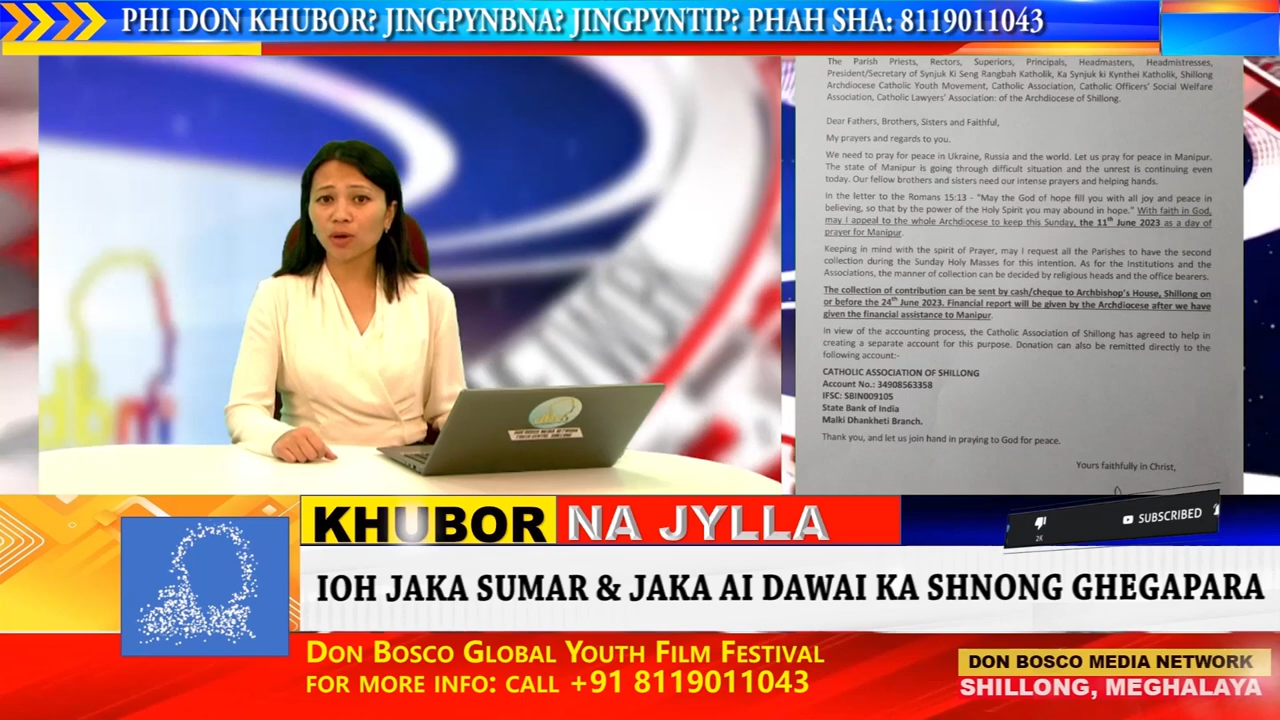 PHI DON KHUBOR? JINGPYNBNA? JINGPYNTIP? PHAH SHA: 8119011043
The Parish Priests, Rectors, Superiors, Principals, Headmasters, Headmistresses,
President/Secretary of Synjuk Ki Seng Rangbah Katholik, Ka Synjuk ki Kynthei Katholik, Shillong
Archdiocese Catholic Youth Movement, Catholic Association, Catholic Officers' Social Welfare
Association, Catholic Lawyers' Association: of the Archdiocese of Shillong.
Dear Fathers, Brothers, Sisters and Faithful,
My prayers and regards to you.
We need to pray for peace in Ukraine, Russia and the world. Let us pray for peace in Manipur.
The state of Manipur is going through difficult situation and the unrest is continuing even
today. Our fellow brothers and sisters need our intense prayers and helping hands.
In the letter to the Romans 15:13 - "May the God of hope fill you with all joy and peace in
believing, so that by the power of the Holy Spirit you may abound in hope." With faith in God,
may I appeal to the whole Archdiocese to keep this Sunday, the 11th June 2023 as a day of
prayer for Manipur.
Keeping in mind with the spirit of Prayer, may I request all the Parishes to have the second
collection during the Sunday Holy Masses for this intention. As for the Institutions and the
Associations, the manner of collection can be decided by religious heads and the office bearers.
The collection of contribution can be sent by cash/cheque to Archbishop's House, Shillong on
or before the 24th June 2023. Financial report will be given by the Archdiocese after we have
given the financial assistance to Manipur.
In view of the accounting process, the Catholic Association of Shillong has agreed to help in
creating a separate account for this purpose. Donation can also be remitted directly to the
following account:-
CATHOLIC ASSOCIATION OF SHILLONG
Account No.: 34908563358
IFSC: SBIN009105
State Bank of India
Malki Dhankheti Branch.
Thank you, and let us join hand in praying to God for peace.
Yours faithfully in Christ,
DON BOSCO MEDIA NETWORK
YOUTH CENTRE SHILLONG
KHUBOR NA JYLLA
2K
SUBSCRIBED
IOH JAKA SUMAR & JAKA AI DAWAI KA SHNONG GHEGAPARA
DON BOSCO GLOBAL YOUTH FILM FESTIVAL
FOR MORE INFO: CALL +91 8119011043
DON BOSCO MEDIA NETWORK
SHILLONG, MEGHALAYA